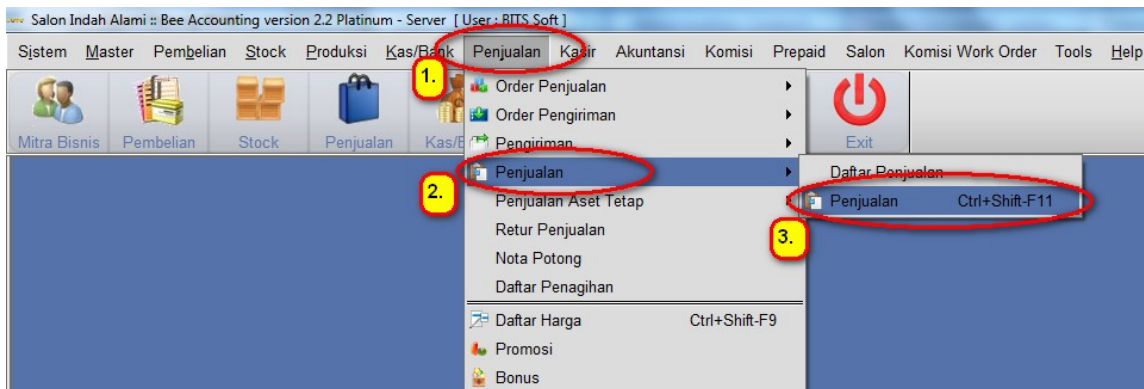 Salon Indah Alami :: Bee Accounting version 2.2 Platinum - Server [ User : BITS Soft ]
Sistem Master Pembelian Stock Produksi Kas/Bank Penjualan Kasir Akuntansi Komisi Prepaid Salon Komisi Work Order Tools Help
1.
Mitra Bisnis Pembelian Stock Penjualan Kas/B Exit
Order Penjualan
Order Pengiriman
Pengiriman
2. Penjualan Daftar Penjualan
Penjualan Aset Tetap Penjualan Ctrl+Shift-F11
Retur Penjualan 3.
Nota Potong
Daftar Penagihan
Daftar Harga Ctrl+Shift-F9
Promosi
Bonus